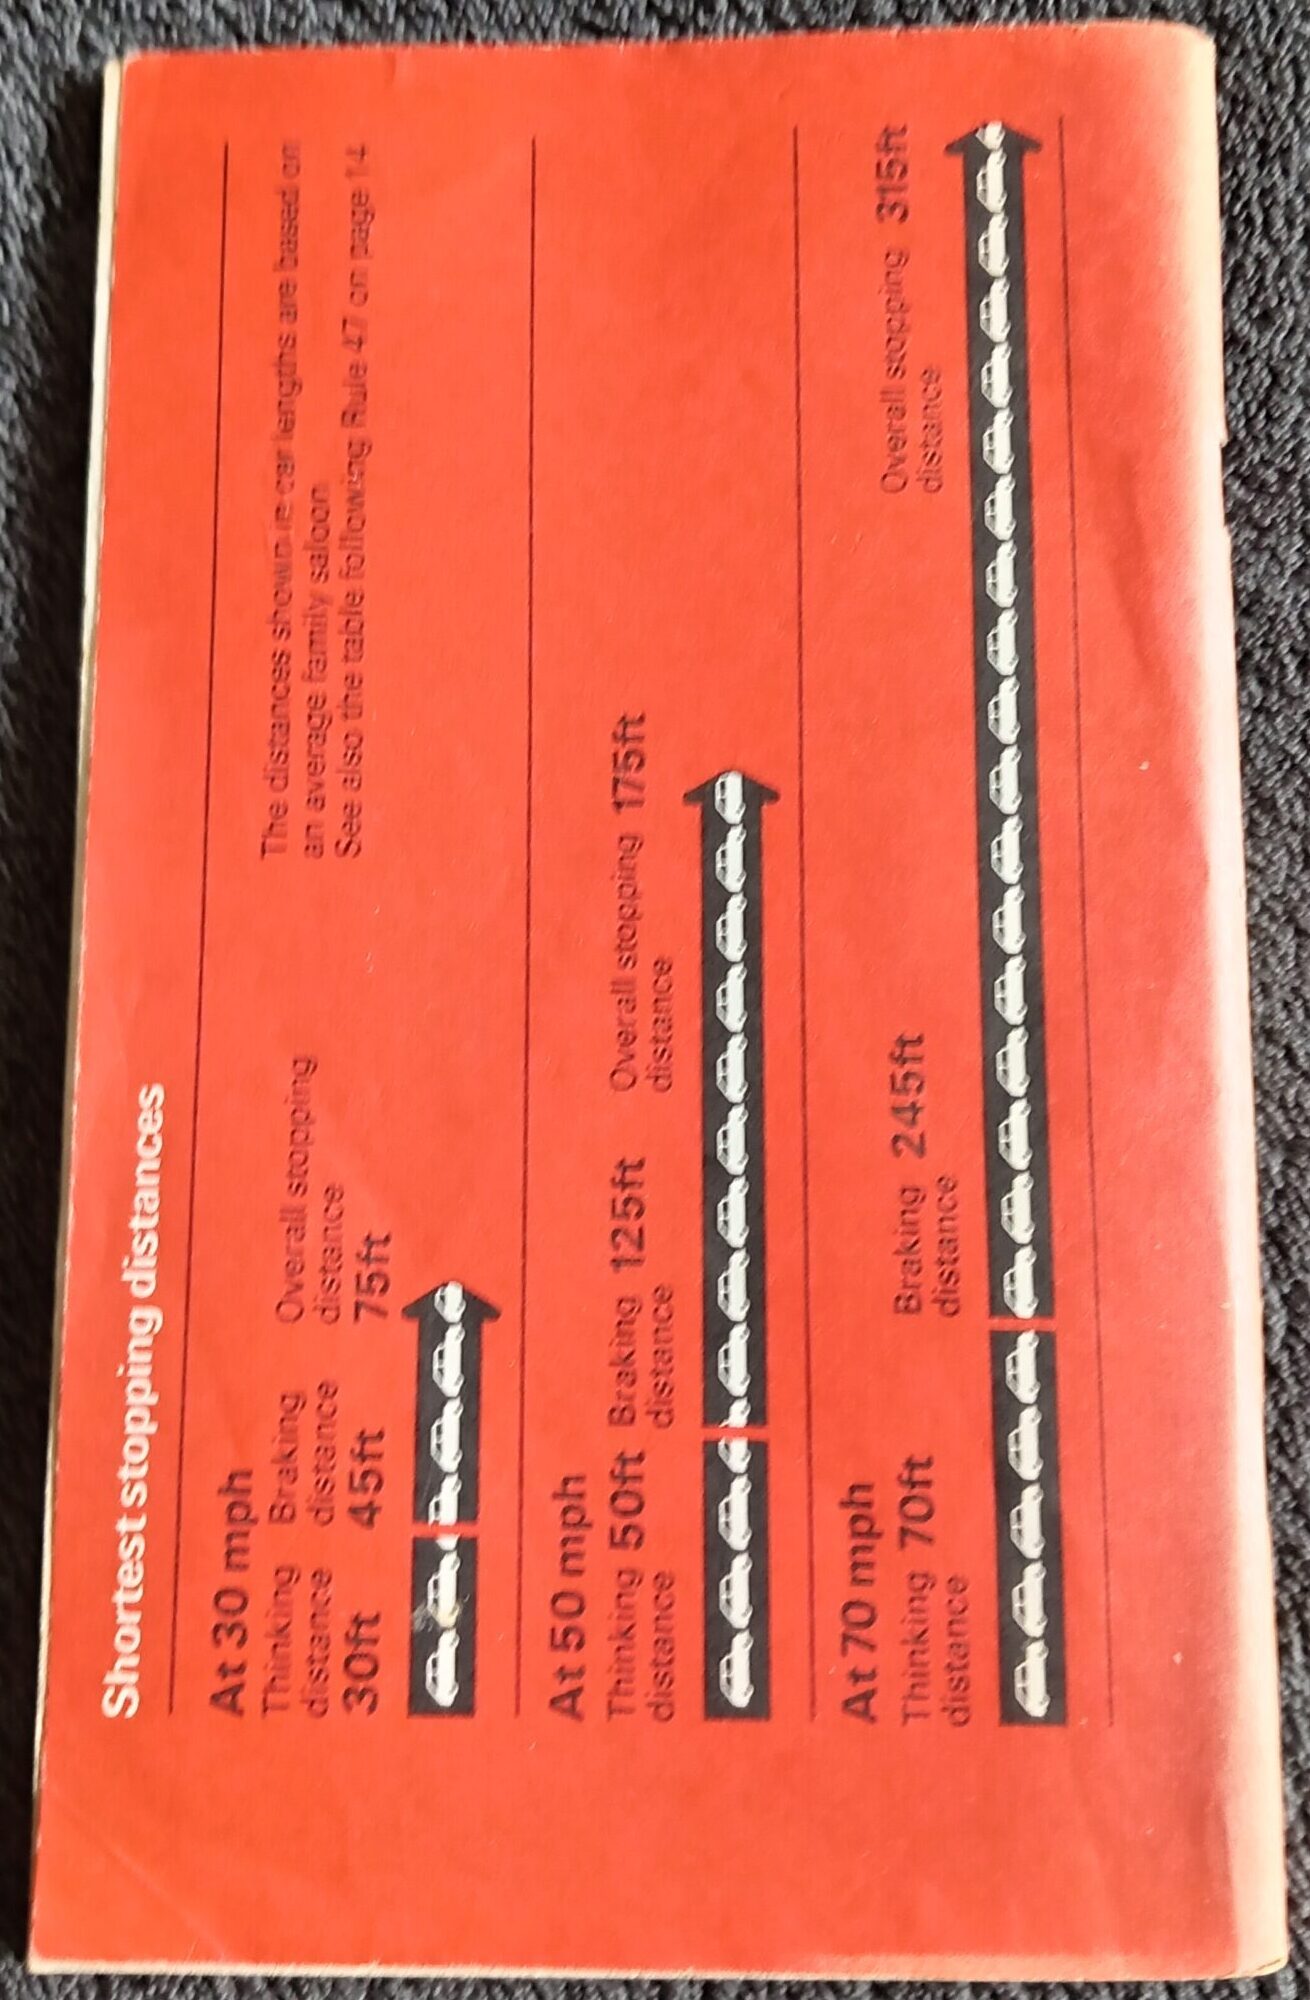 Shortest stopping distances
At 30 mph
Thinking distance 30ft
Braking distance 45ft
Overall stopping distance 75ft
The distances shown in car lengths are based on
an average family saloon
See also the table following Rule 47 on page 14
At 50 mph
Thinking distance 50ft
Braking distance 125ft
Overall stopping distance 175ft
At 70 mph
Thinking distance 70ft
Braking distance 245ft
Overall stopping distance 315ft